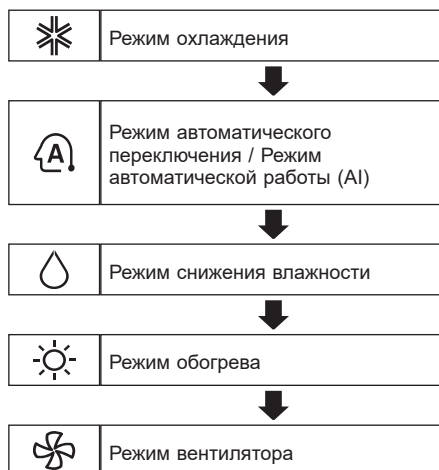 Режим охлаждения
A
Режим автоматического
переключения / Режим
автоматической работы (AI)
Режим снижения влажности
Режим обогрева
Режим вентилятора